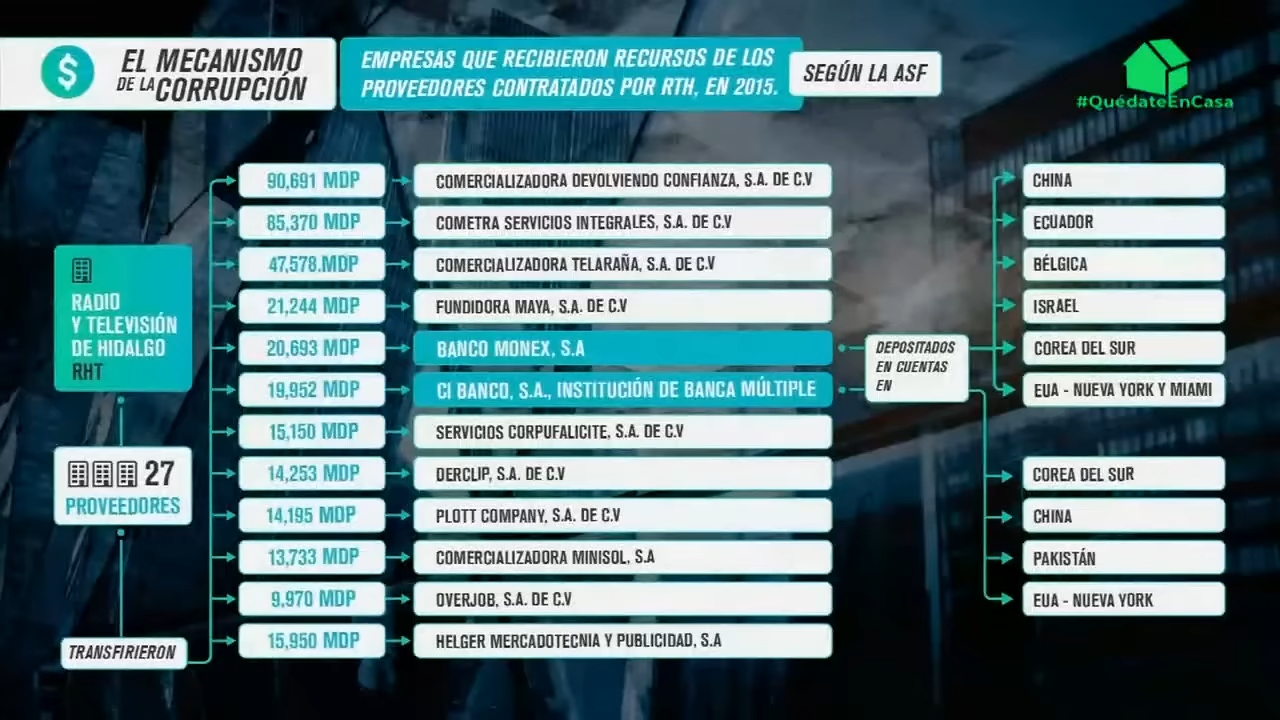 EL MECANISMO
DE LA CORRUPCIÓN
EMPRESAS QUE RECIBIERON RECURSOS DE LOS
PROVEEDORES CONTRATADOS POR RTH, EN 2015.
SEGÚN LA ASF
#QuédateEnCasa
RADIO
Y TELEVISIÓN
DE HIDALGO
RHT
27
PROVEEDORES
TRANSFIRIERON
90,691 MDP COMERCIALIZADORA DEVOLVIENDO CONFIANZA, S.A. DE C.V
85,370 MDP COMETRA SERVICIOS INTEGRALES, S.A. DE C.V
47,578.MDP COMERCIALIZADORA TELARAÑA, S.A. DE C.V
21,244 MDP FUNDIDORA MAYA, S.A. DE C.V
20,693 MDP BANCO MONEX, S.A
19,952 MDP CI BANCO, S.A., INSTITUCIÓN DE BANCA MÚLTIPLE
15,150 MDP SERVICIOS CORPUFALICITE, S.A. DE C.V
14,253 MDP DERCLIP, S.A. DE C.V
14,195 MDP PLOTT COMPANY, S.A. DE C.V
13,733 MDP COMERCIALIZADORA MINISOL, S.A
9,970 MDP OVERJOB, S.A. DE C.V
15,950 MDP HELGER MERCADOTECNIA Y PUBLICIDAD, S.A
DEPOSITADOS
EN CUENTAS
EN
CHINA
ECUADOR
BÉLGICA
ISRAEL
COREA DEL SUR
EUA - NUEVA YORK Y MIAMI
COREA DEL SUR
CHINA
PAKISTÁN
EUA - NUEVA YORK